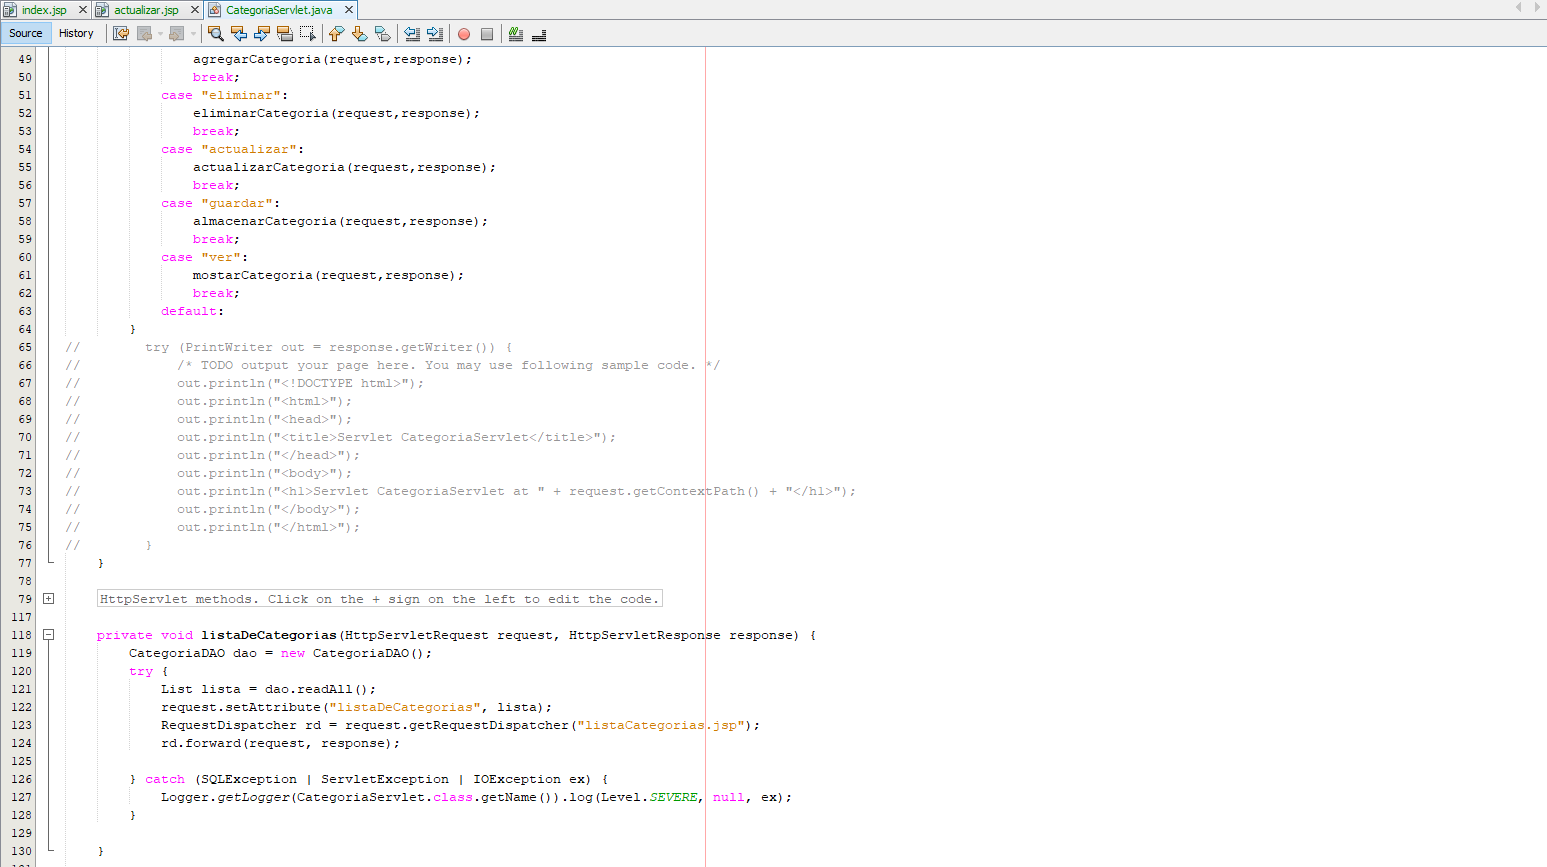 index.jsp actualizar.jsp CategoriaServlet.java
Source History
49 agregarCategoria(request,response);
50 break;
51 case "eliminar":
52 eliminarCategoria(request,response);
53 break;
54 case "actualizar":
55 actualizarCategoria(request,response);
56 break;
57 case "guardar":
58 almacenarCategoria(request,response);
59 break;
60 case "ver":
61 mostarCategoria(request,response);
62 break;
63 default:
64 }
65 // try (PrintWriter out = response.getWriter()) {
66 // /* TODO output your page here. You may use following sample code. */
67 // out.println("<!DOCTYPE html>");
68 // out.println("<html>");
69 // out.println("<head>");
70 // out.println("<title>Servlet CategoriaServlet</title>");
71 // out.println("</head>");
72 // out.println("<body>");
73 // out.println("<h1>Servlet CategoriaServlet at " + request.getContextPath() + "</h1>");
74 // out.println("</body>");
75 // out.println("</html>");
76 // }
77 }
78
79 HttpServlet methods. Click on the + sign on the left to edit the code.
117
118 private void listaDeCategorias(HttpServletRequest request, HttpServletResponse response) {
119 CategoriaDAO dao = new CategoriaDAO();
120 try {
121 List lista = dao.readAll();
122 request.setAttribute("listaDeCategorias", lista);
123 RequestDispatcher rd = request.getRequestDispatcher("listaCategorias.jsp");
124 rd.forward(request, response);
125
126 } catch (SQLException | ServletException | IOException ex) {
127 Logger.getLogger(CategoriaServlet.class.getName()).log(Level.SEVERE, null, ex);
128 }
129
130 }